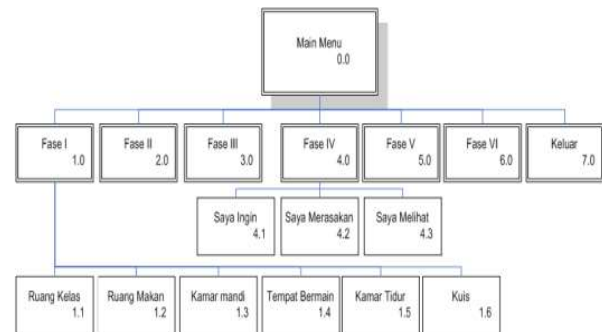 Main Menu
0.0
Fase I
1.0
Fase II
2.0
Fase III
3.0
Fase IV
4.0
Fase V
5.0
Fase VI
6.0
Keluar
7.0
Saya Ingin
4.1
Saya Merasakan
4.2
Saya Melihat
4.3
Ruang Kelas
1.1
Ruang Makan
1.2
Kamar mandi
1.3
Tempat Bermain
1.4
Kamar Tidur
1.5
Kuis
1.6